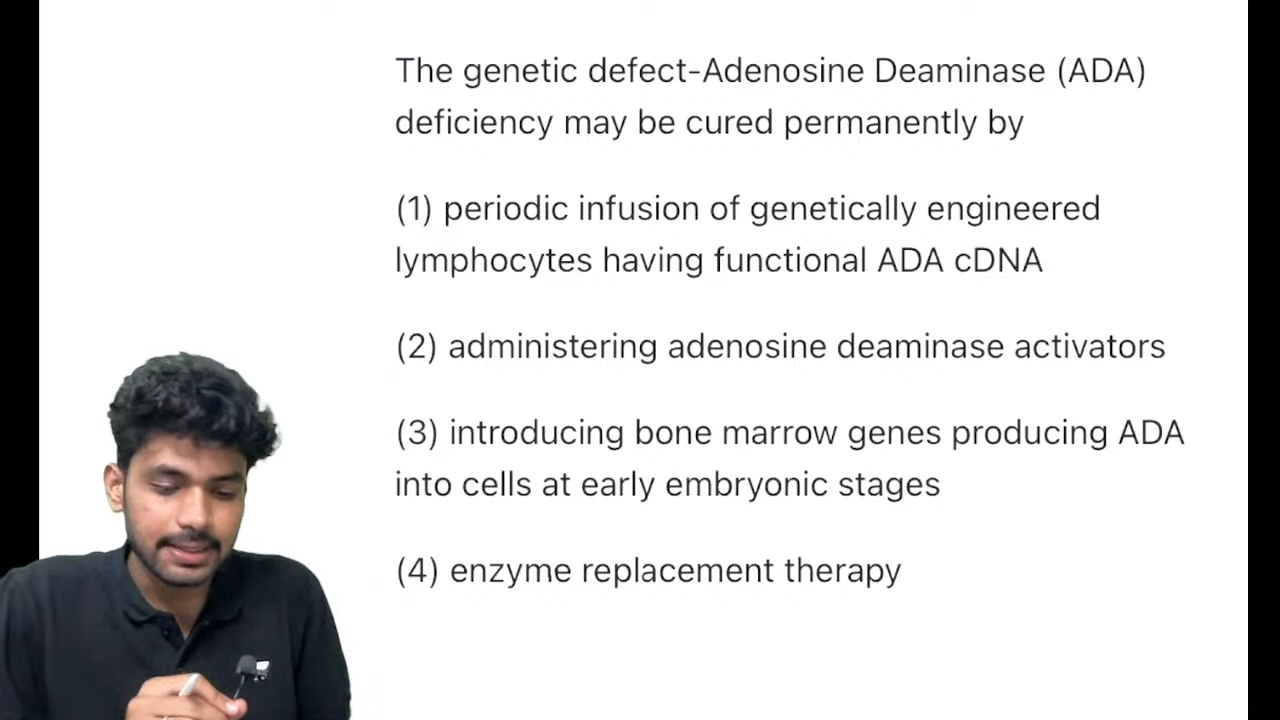 The genetic defect-Adenosine Deaminase (ADA)
deficiency may be cured permanently by
(1) periodic infusion of genetically engineered
lymphocytes having functional ADA cDNA
(2) administering adenosine deaminase activators
(3) introducing bone marrow genes producing ADA
into cells at early embryonic stages
(4) enzyme replacement therapy